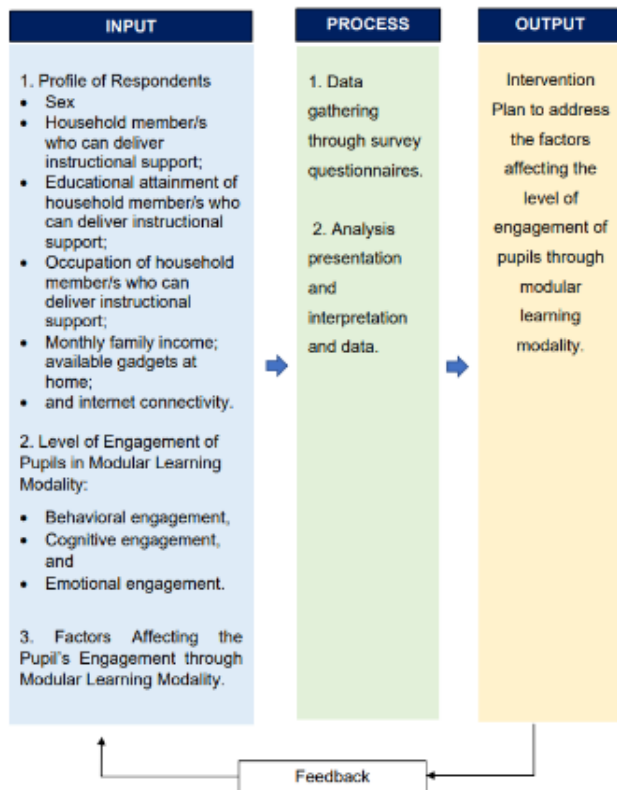 INPUT
1. Profile of Respondents
• Sex
• Household member/s
who can deliver
instructional support;
• Educational attainment of
household member/s who
can deliver instructional
support;
• Occupation of household
member/s who can
deliver instructional
support;
• Monthly family income;
available gadgets at
home;
• and internet connectivity.
2. Level of Engagement of
Pupils in Modular Learning
Modality:
• Behavioral engagement,
• Cognitive engagement,
and
• Emotional engagement.
3. Factors Affecting the
Pupil's Engagement through
Modular Learning Modality.
PROCESS
1. Data
gathering
through survey
questionnaires.
2. Analysis
presentation
and
interpretation
and data.
OUTPUT
Intervention
Plan to address
the factors
affecting the
level of
engagement of
pupils through
modular
learning
modality.
Feedback